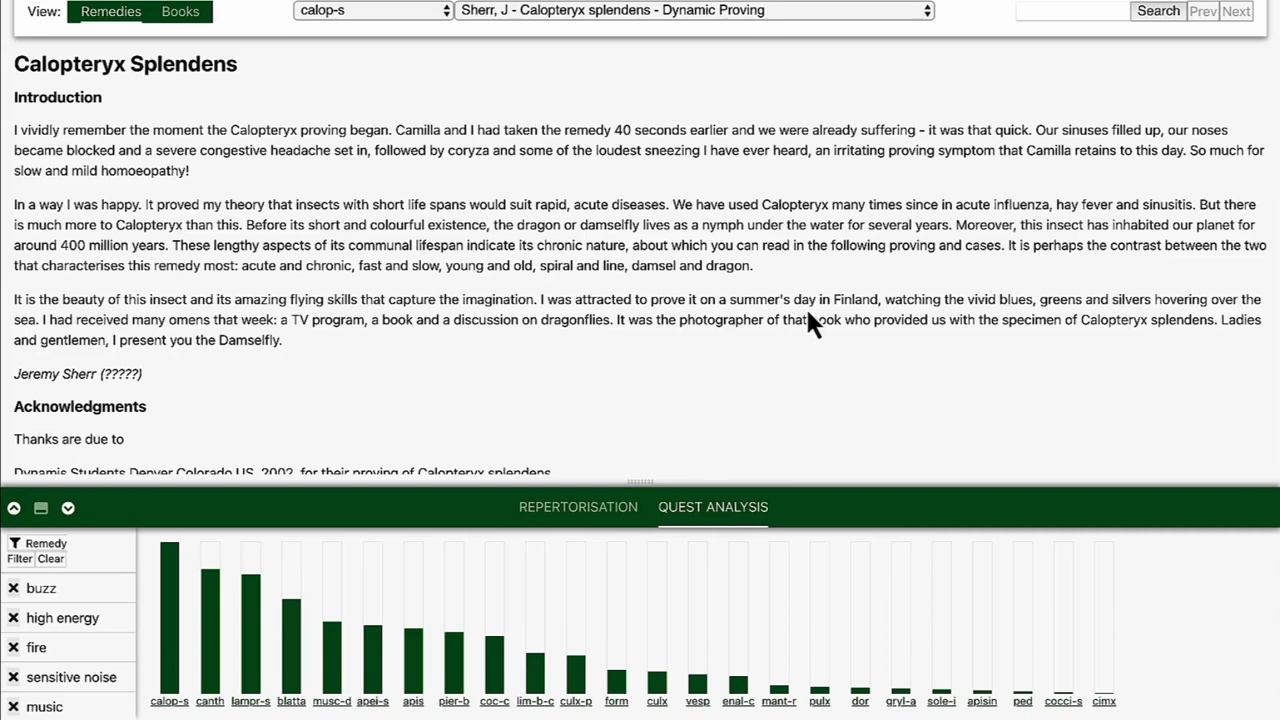 View: Remedies Books calop-s Sherr, J - Calopteryx splendens - Dynamic Proving Search Prev Next
Calopteryx Splendens
Introduction
I vividly remember the moment the Calopteryx proving began. Camilla and I had taken the remedy 40 seconds earlier and we were already suffering - it was that quick. Our sinuses filled up, our noses
became blocked and a severe congestive headache set in, followed by coryza and some of the loudest sneezing I have ever heard, an irritating proving symptom that Camilla retains to this day. So much for
slow and mild homoeopathy!
In a way I was happy. It proved my theory that insects with short life spans would suit rapid, acute diseases. We have used Calopteryx many times since in acute influenza, hay fever and sinusitis. But there
is much more to Calopteryx than this. Before its short and colourful existence, the dragon or damselfly lives as a nymph under the water for several years. Moreover, this insect has inhabited our planet for
around 400 million years. These lengthy aspects of its communal lifespan indicate its chronic nature, about which you can read in the following proving and cases. It is perhaps the contrast between the two
that characterises this remedy most: acute and chronic, fast and slow, young and old, spiral and line, damsel and dragon.
It is the beauty of this insect and its amazing flying skills that capture the imagination. I was attracted to prove it on a summer's day in Finland, watching the vivid blues, greens and silvers hovering over the
sea. I had received many omens that week: a TV program, a book and a discussion on dragonflies. It was the photographer of that book who provided us with the specimen of Calopteryx splendens. Ladies
and gentlemen, I present you the Damselfly.
Jeremy Sherr (?????)
Acknowledgments
Thanks are due to
Dynamis Students Denver Colorado US, 2002, for their proving of Calopteryx splendens
REPERTORISATION QUEST ANALYSIS
Remedy
Filter Clear
buzz
high energy
fire
sensitive noise
music
calop-s canth lampr-s blatta musc-d apei-s apis pier-b coc-c lim-b-c culx-p form culx vesp enal-c mant-r pulx dor gryl-a sole-i apisin ped cocci-s cimx